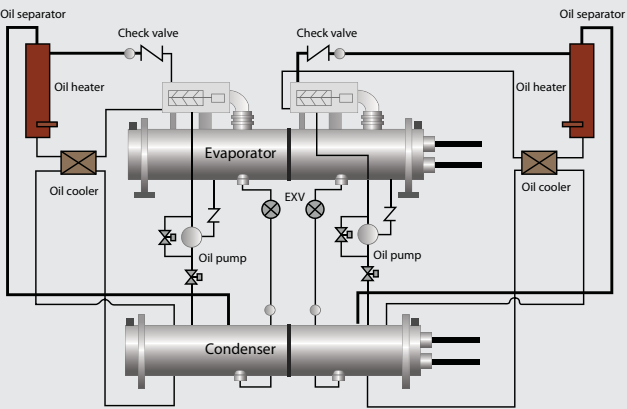 Oil separator
Check valve
Check valve
Oil separator
Oil heater
Oil heater
Evaporator
Oil cooler
EXV
Oil cooler
Oil pump
Oil pump
Condenser